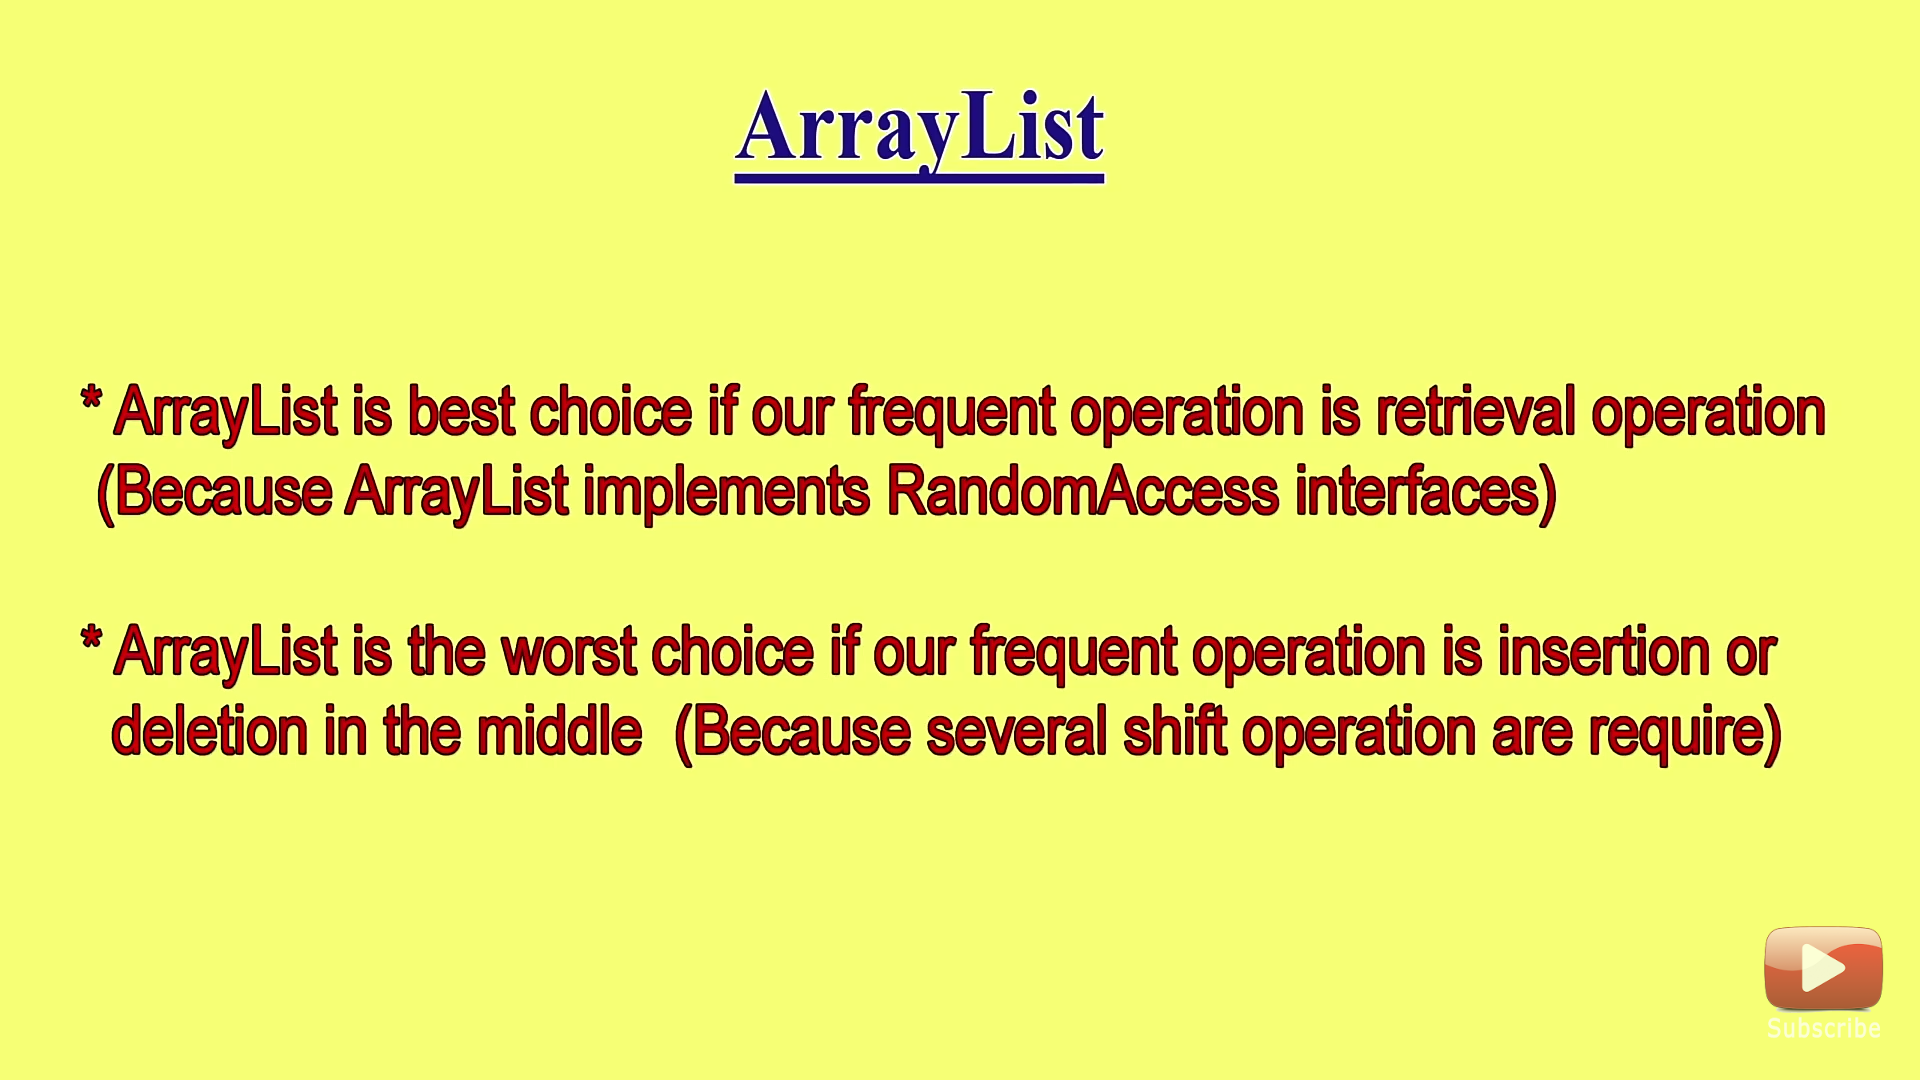 ArrayList
* ArrayList is best choice if our frequent operation is retrieval operation
(Because ArrayList implements RandomAccess interfaces)
* ArrayList is the worst choice if our frequent operation is insertion or
deletion in the middle (Because several shift operation are require)
Subscribe